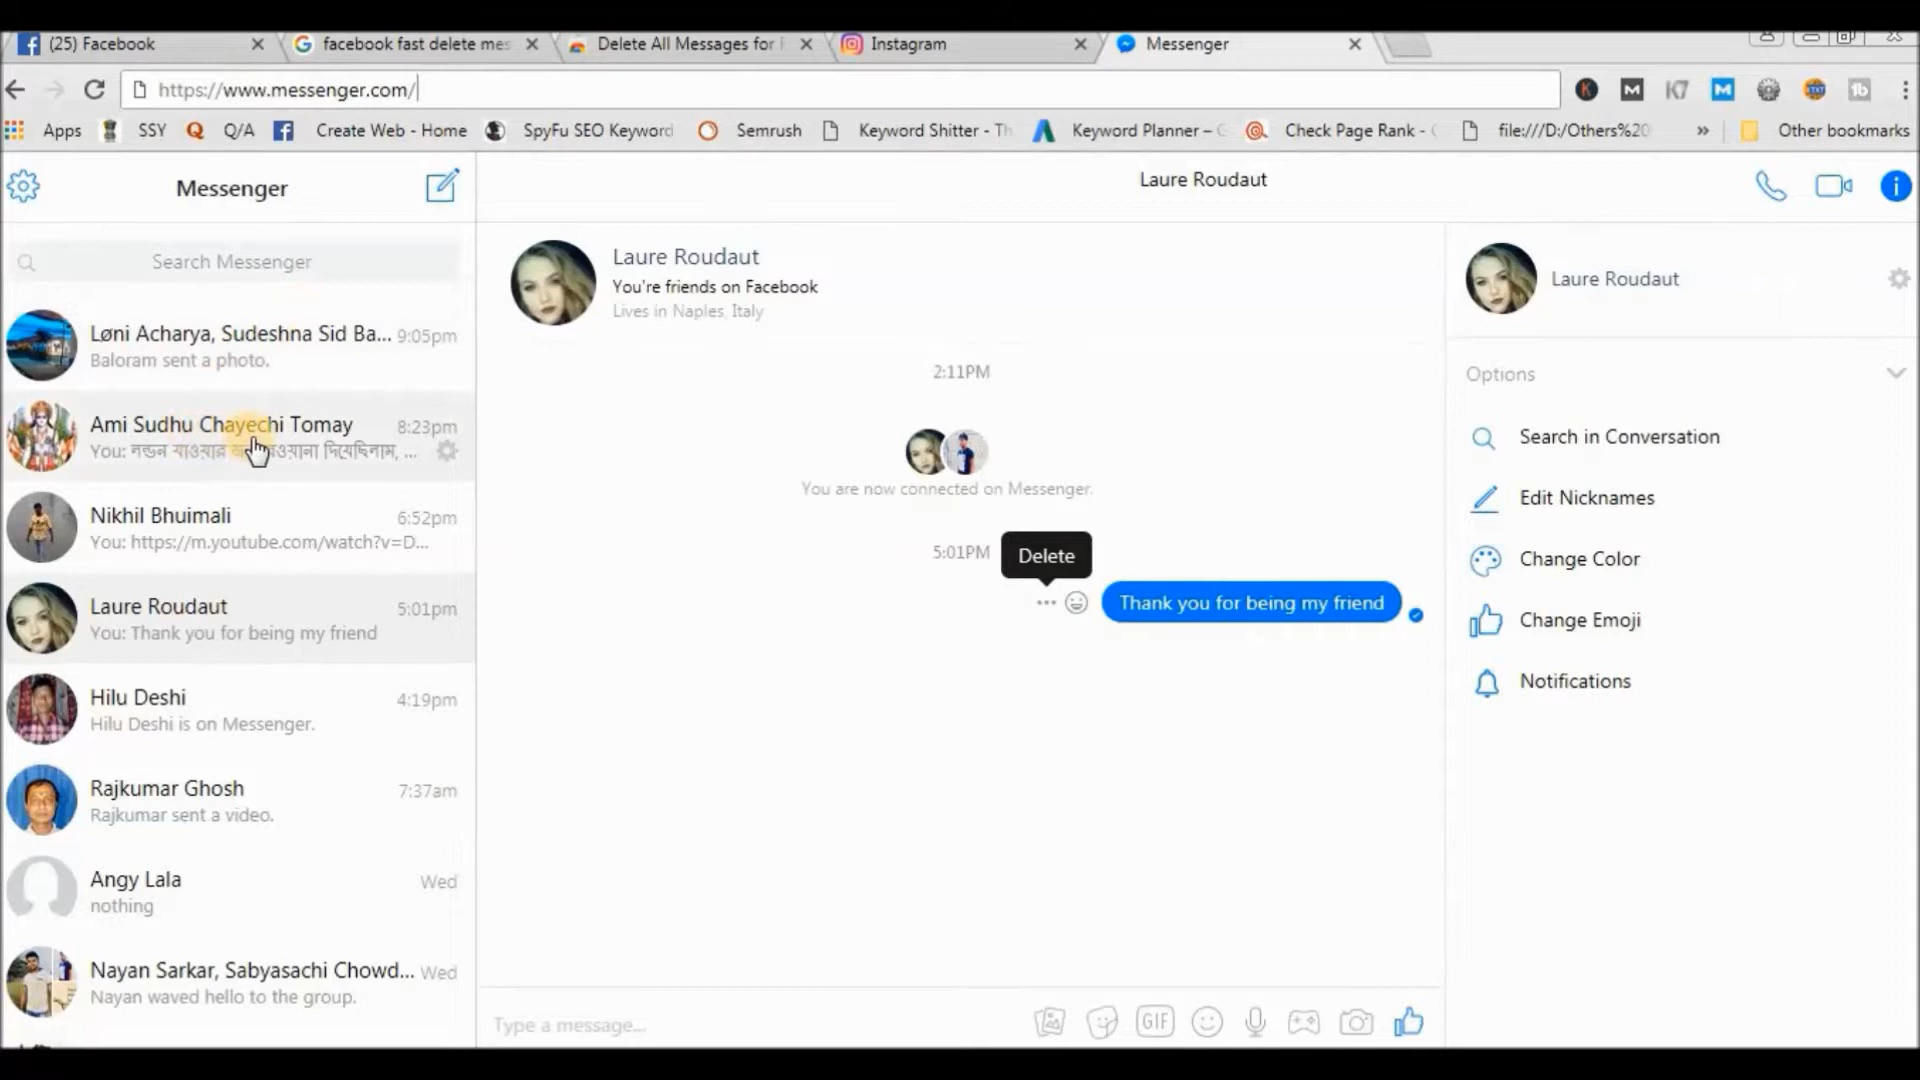 (25) Facebook
facebook fast delete mes
Delete All Messages for
Instagram
Messenger
https://www.messenger.com/
Apps
SSY
Q/A
Create Web - Home
SpyFu SEO Keyword
Semrush
Keyword Shitter - Th
Keyword Planner –
Check Page Rank -
file:///D:/Others%20
»
Other bookmarks
Messenger
Search Messenger
Løni Acharya, Sudeshna Sid Ba... 9:05pm
Baloram sent a photo.
Ami Sudhu Chayechi Tomay 8:23pm
You: লন্ডন যাওয়ার রওয়ানা দিয়েছিলাম, ...
Nikhil Bhuimali 6:52pm
You: https://m.youtube.com/watch?v=D...
Laure Roudaut 5:01pm
You: Thank you for being my friend
Hilu Deshi 4:19pm
Hilu Deshi is on Messenger.
Rajkumar Ghosh 7:37am
Rajkumar sent a video.
Angy Lala Wed
nothing
Nayan Sarkar, Sabyasachi Chowd... Wed
Nayan waved hello to the group.
Laure Roudaut
Laure Roudaut
You're friends on Facebook
Lives in Naples, Italy
2:11PM
You are now connected on Messenger.
5:01PM
Delete
Thank you for being my friend
Type a message...
GIF
Laure Roudaut
Options
Search in Conversation
Edit Nicknames
Change Color
Change Emoji
Notifications